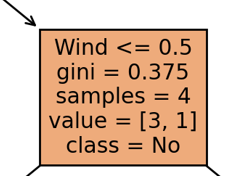 Wind <= 0.5
gini = 0.375
samples = 4
value = [3, 1]
class = No